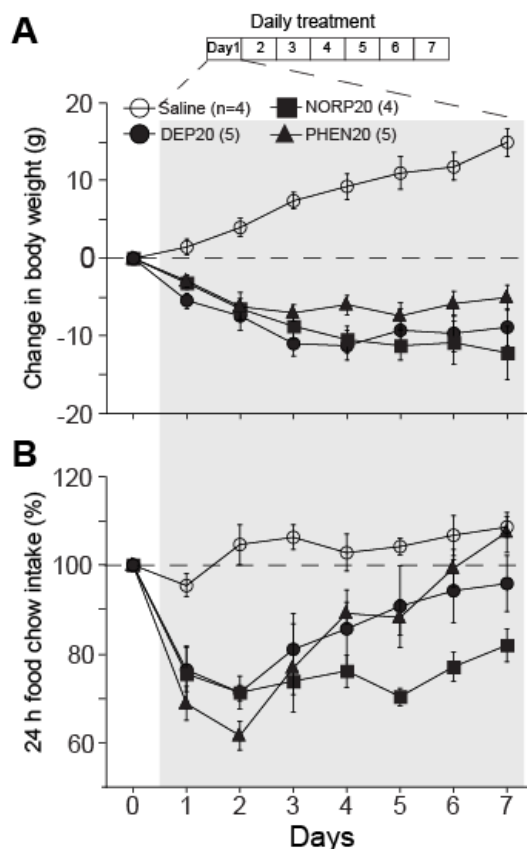 Daily treatment
A
Day1 2 3 4 5 6 7
20
Saline (n=4) NORP20 (4)
DEP20 (5) PHEN20 (5)
10
0
-10
-20
Change in body weight (g)
B
120
100
80
60
24 h food chow intake (%)
0 1 2 3 4 5 6 7
Days